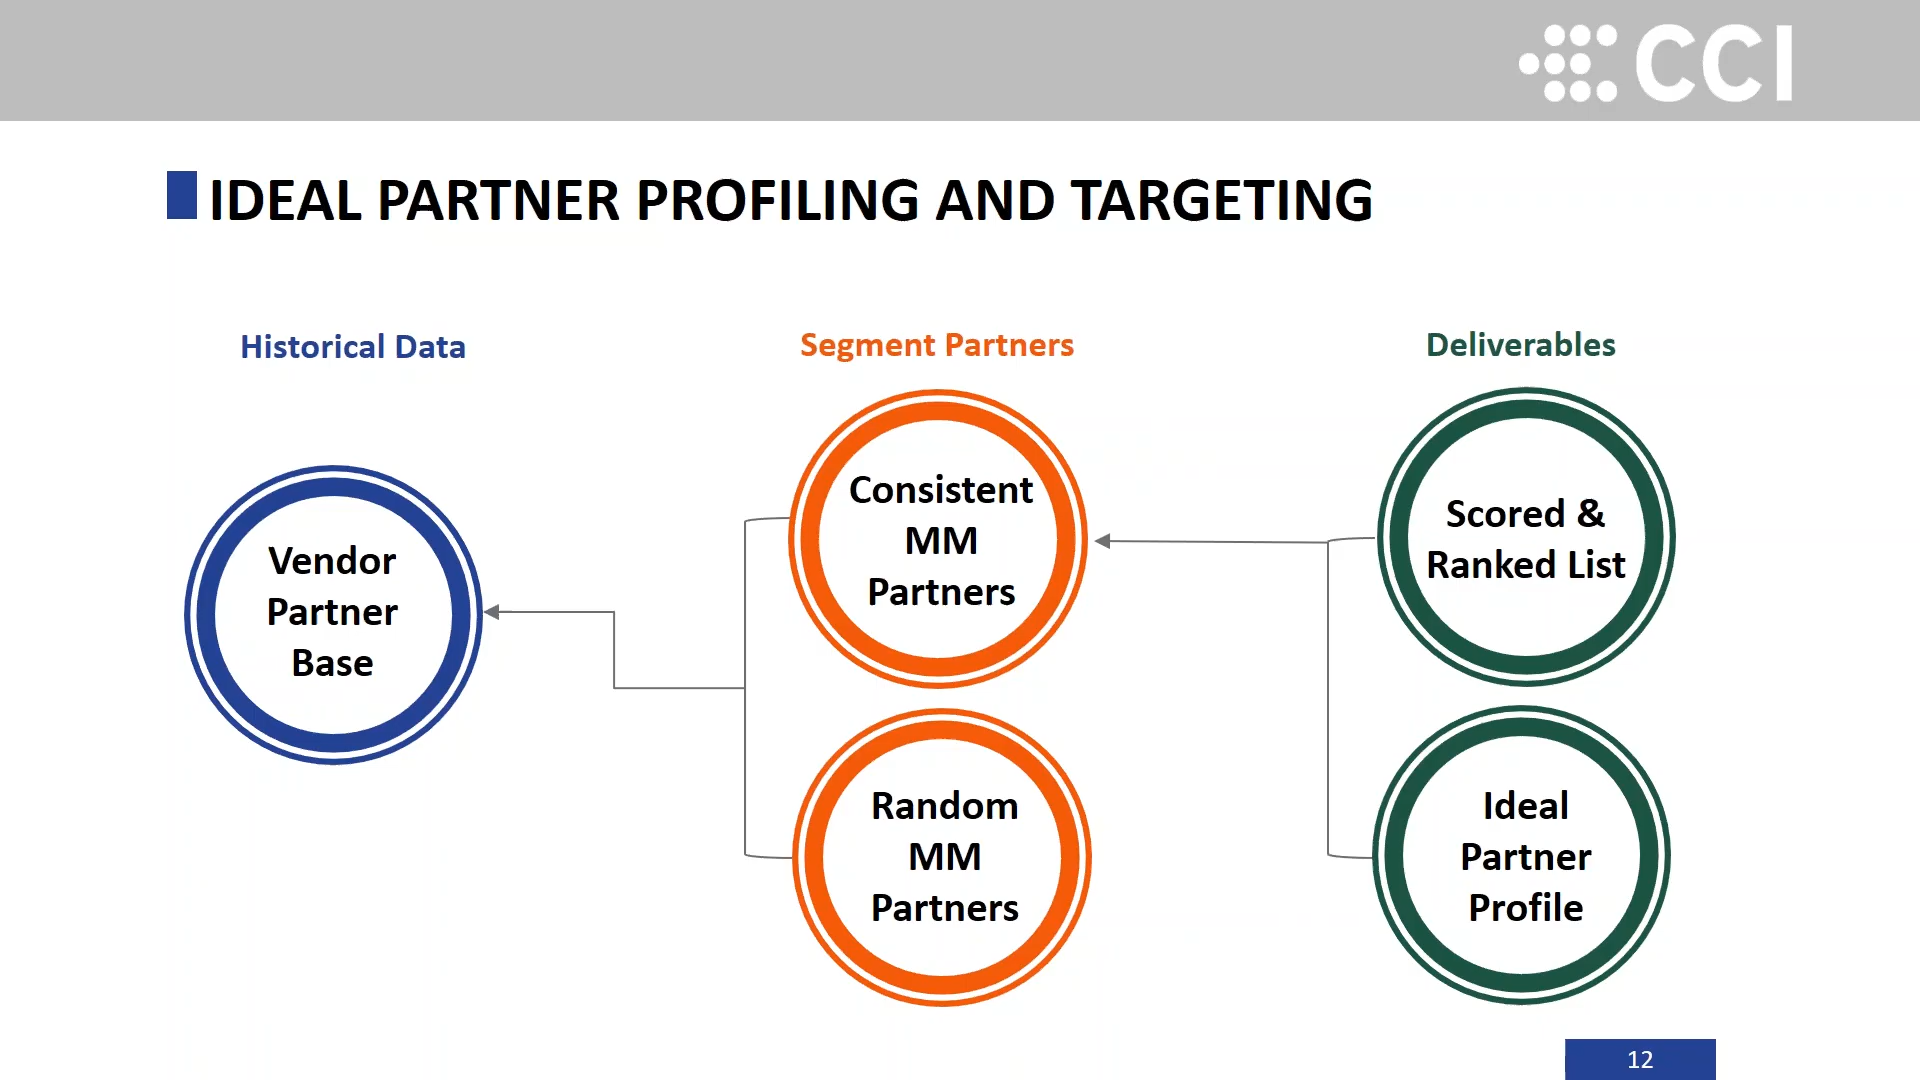 CCI
IDEAL PARTNER PROFILING AND TARGETING
Historical Data
Vendor
Partner
Base
Segment Partners
Consistent
MM
Partners
Random
MM
Partners
Deliverables
Scored &
Ranked List
Ideal
Partner
Profile
12